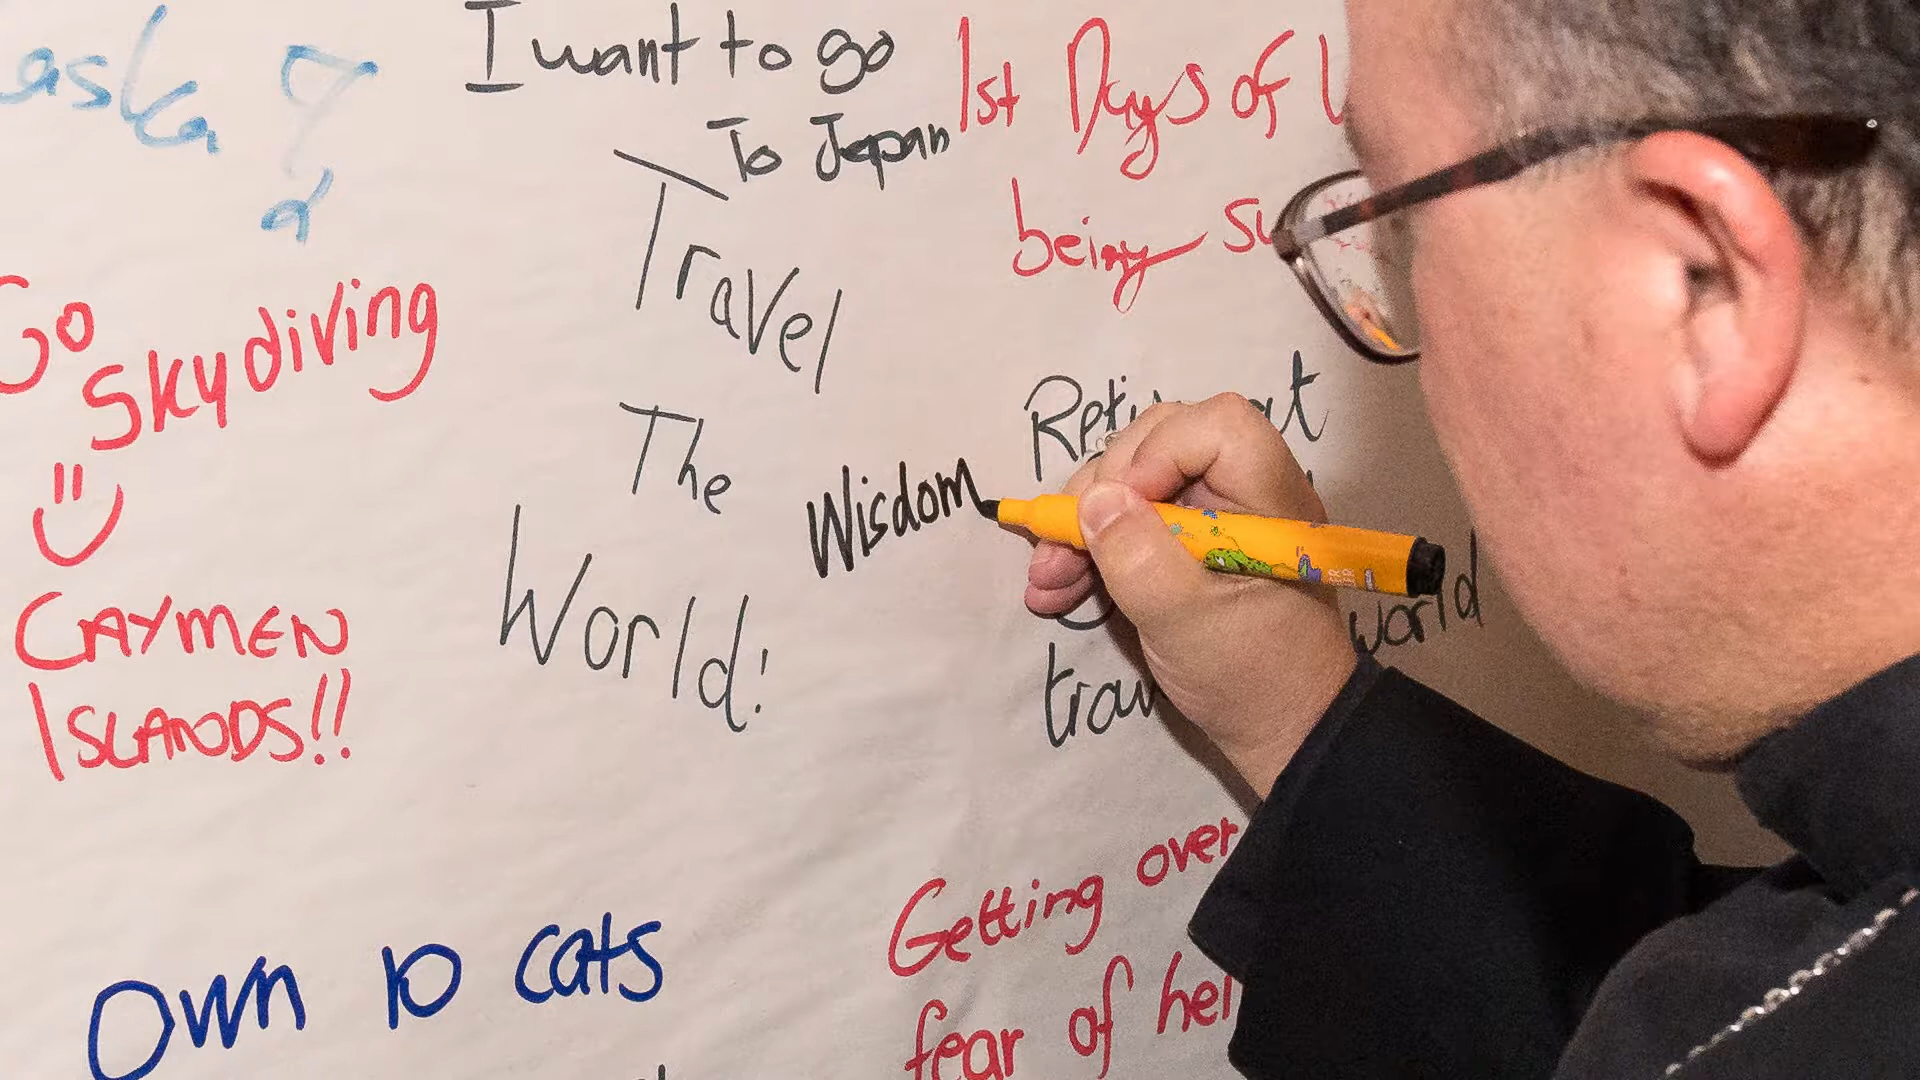 I want to go
To Japan
1st Days of
being
Go
Skydiving
Travel
The
World!
Wisdom
world
CAYMEN
ISLANDS!!
Getting over
fear of
Own 10 cats